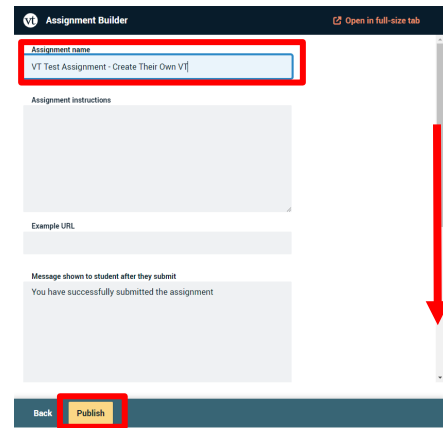 vt Assignment Builder Open in full-size tab
Assignment name
VT Test Assignment - Create Their Own VT
Assignment instructions
Example URL
Message shown to student after they submit
You have successfully submitted the assignment
Back Publish